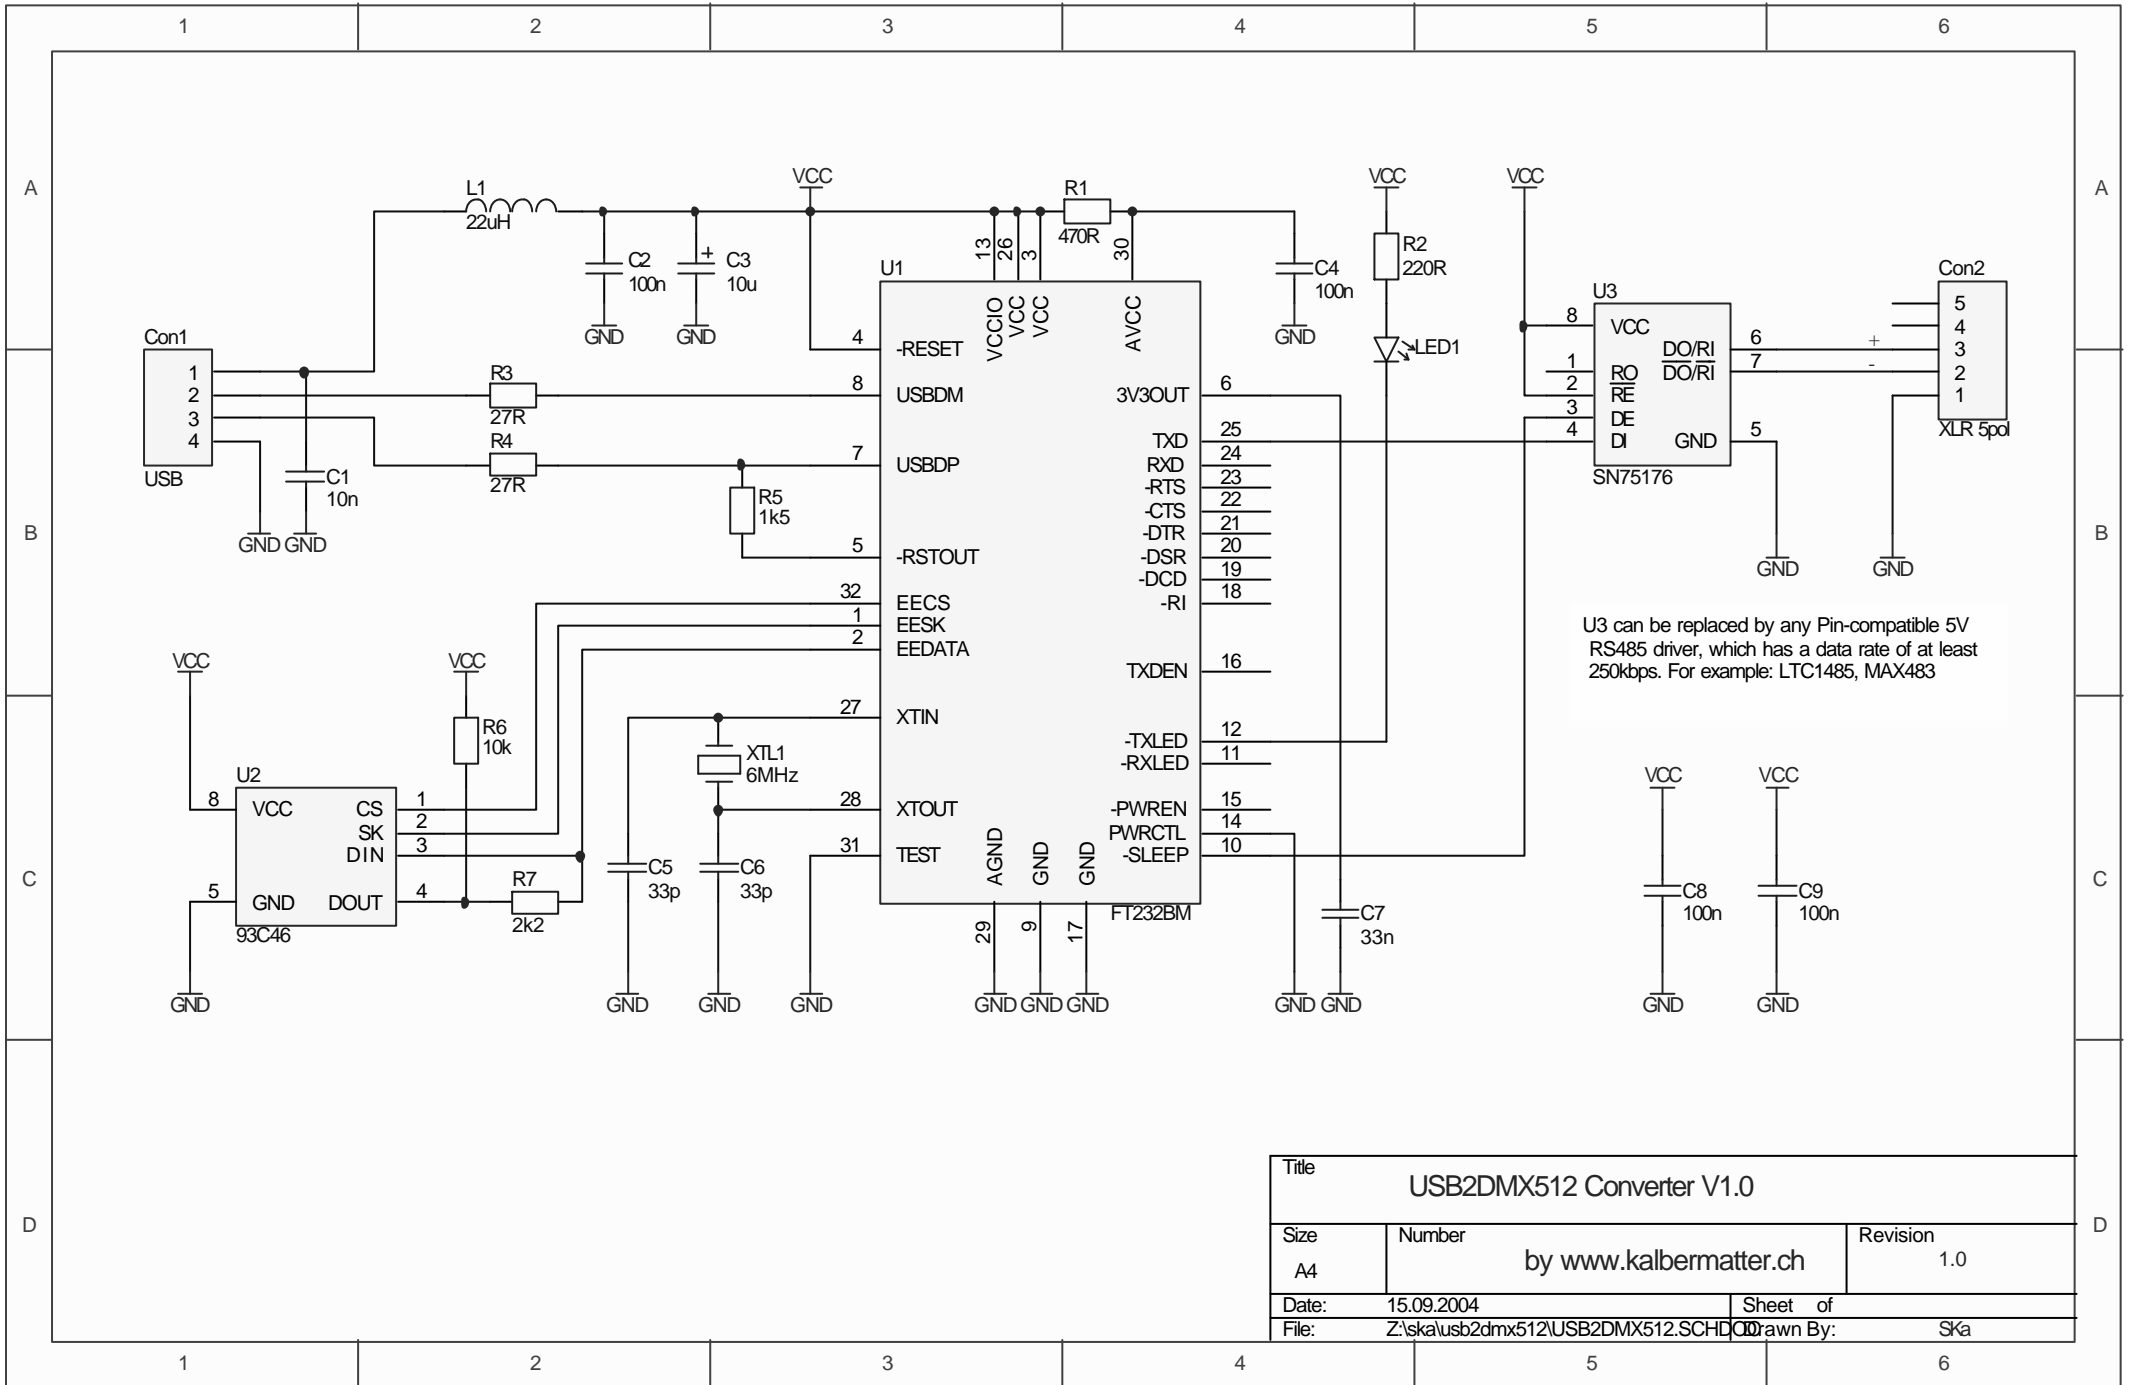 1 2 3 4 5 6
A A
B B
C C
D D
L1
22uH
VCC
R1
470R
13
26
3
30
C2
100n
GND
C3
+
10u
GND
C4
100n
GND
VCC
R2
220R
LED1
VCC
Con1
1
2
3
4
USB
C1
10n
GND GND
R3
27R
R4
27R
R5
1k5
U1
4 -RESET
8 USBDM
7 USBDP
5 -RSTOUT
32 EECS
1 EESK
2 EEDATA
27 XTIN
28 XTOUT
31 TEST
VCCIO
VCC
VCC
AVCC
3V3OUT 6
TXD 25
RXD 24
-RTS 23
-CTS 22
-DTR 21
-DSR 20
-DCD 19
-RI 18
TXDEN 16
-TXLED 12
-RXLED 11
-PWREN 15
PWRCTL 14
-SLEEP 10
AGND
GND
GND
29
9
17
FT232BM
GND GND GND
U3
8 VCC
1 RO
2 RE
3 DE
4 DI
DO/RI 6
DO/RI 7
GND 5
SN75176
+
-
GND
Con2
5
4
3
2
1
XLR 5pol
GND
U3 can be replaced by any Pin-compatible 5V
RS485 driver, which has a data rate of at least
250kbps. For example: LTC1485, MAX483
VCC
VCC
R6
10k
U2
8 VCC
5 GND
CS 1
SK 2
DIN 3
DOUT 4
93C46
R7
2k2
GND
XTL1
6MHz
C5
33p
GND
C6
33p
GND
GND
C7
33n
GND GND
VCC
C8
100n
GND
VCC
C9
100n
GND
Title
USB2DMX512 Converter V1.0
Size
A4
Number
by www.kalbermatter.ch
Revision
1.0
Date: 15.09.2004
Sheet of
File: Z:\ska\usb2dmx512\USB2DMX512.SCHDOC
Drawn By: SKa
1 2 3 4 5 6